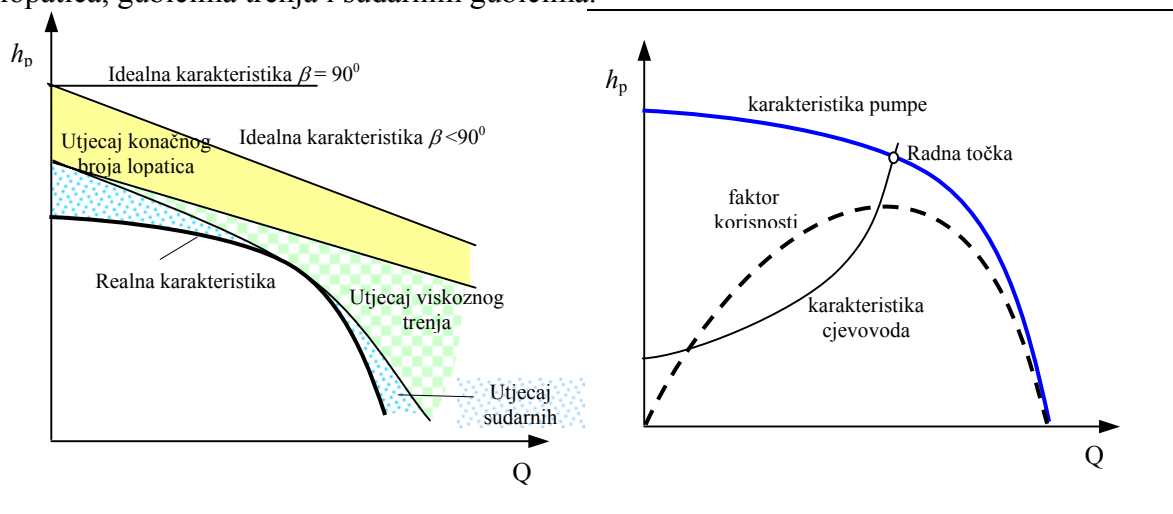 lopatica, gubicima trenja i sudarnim gubicima.
hp
Idealna karakteristika β = 90⁰
Idealna karakteristika β <90⁰
Utjecaj konačnog
broja lopatica
Realna karakteristika
Utjecaj viskoznog
trenja
Utjecaj
sudarnih
Q
hp
karakteristika pumpe
Radna točka
faktor
korisnosti
karakteristika
cjevovoda
Q